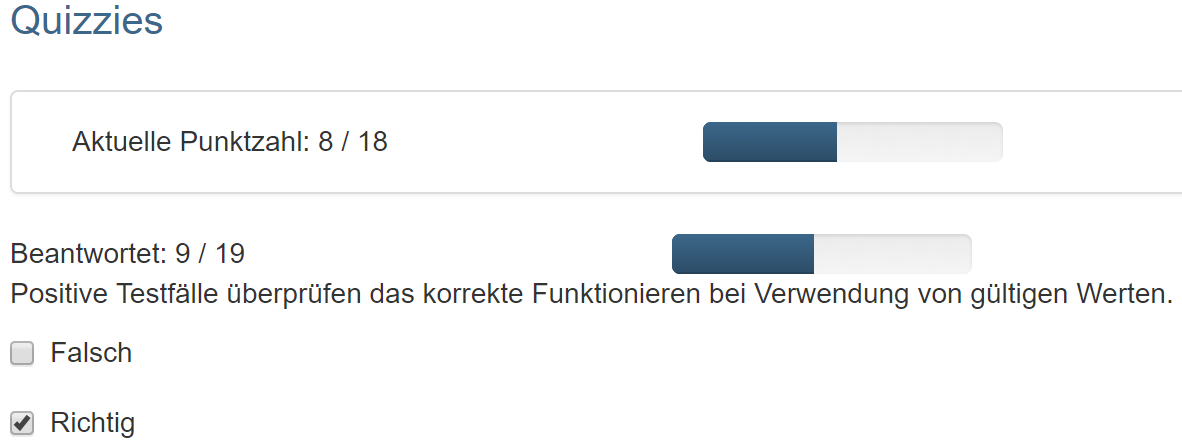 Quizzies
Aktuelle Punktzahl: 8 / 18
Beantwortet: 9 / 19
Positive Testfälle überprüfen das korrekte Funktionieren bei Verwendung von gültigen Werten.
Falsch
Richtig